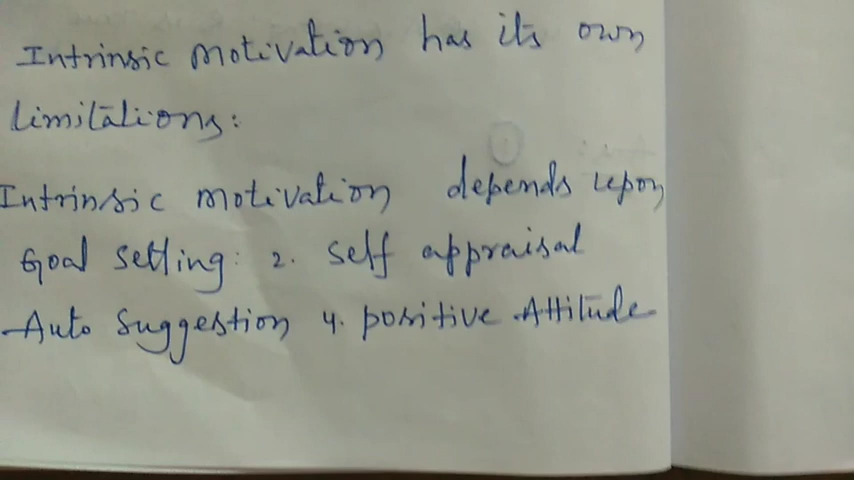 Intrinsic motivation has its own
limitations:
Intrinsic motivation depends upon
Goal setting: 2. Self appraisal
Auto suggestion 4. positive Attitude